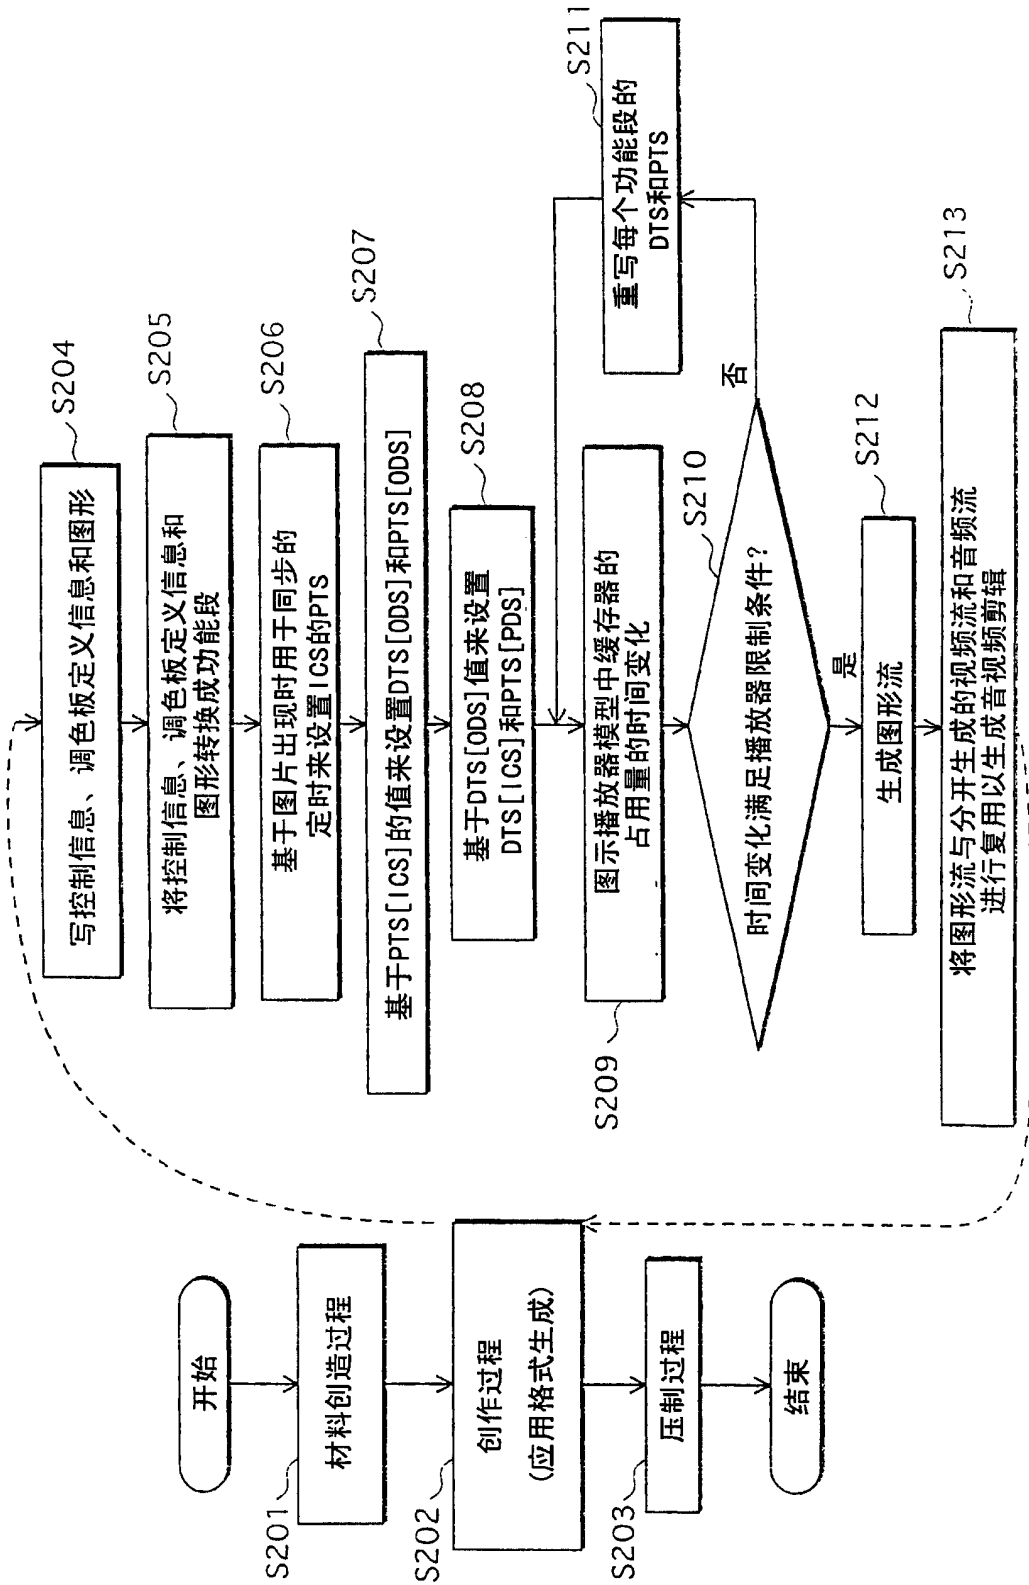 开始
S201
材料创造过程
S202
创作过程
(应用格式生成)
S203
压制过程
结束
S204
写控制信息、调色板定义信息和图形
S205
将控制信息、调色板定义信息和
图形转换成功能段
S206
基于图片出现时用于同步的
定时来设置ICS的PTS
S207
基于PTS[ICS]的值来设置DTS[ODS]和PTS[ODS]
S208
基于DTS[ODS]值来设置
DTS[ICS]和PTS[PDS]
S209
图示播放器模型中缓存器的
占用量的时间变化
S210
时间变化满足播放器限制条件?
否
是
S211
重写每个功能段的
DTS和PTS
S212
生成图形流
S213
将图形流与分开生成的视频流和音频流
进行复用以生成音视频剪辑